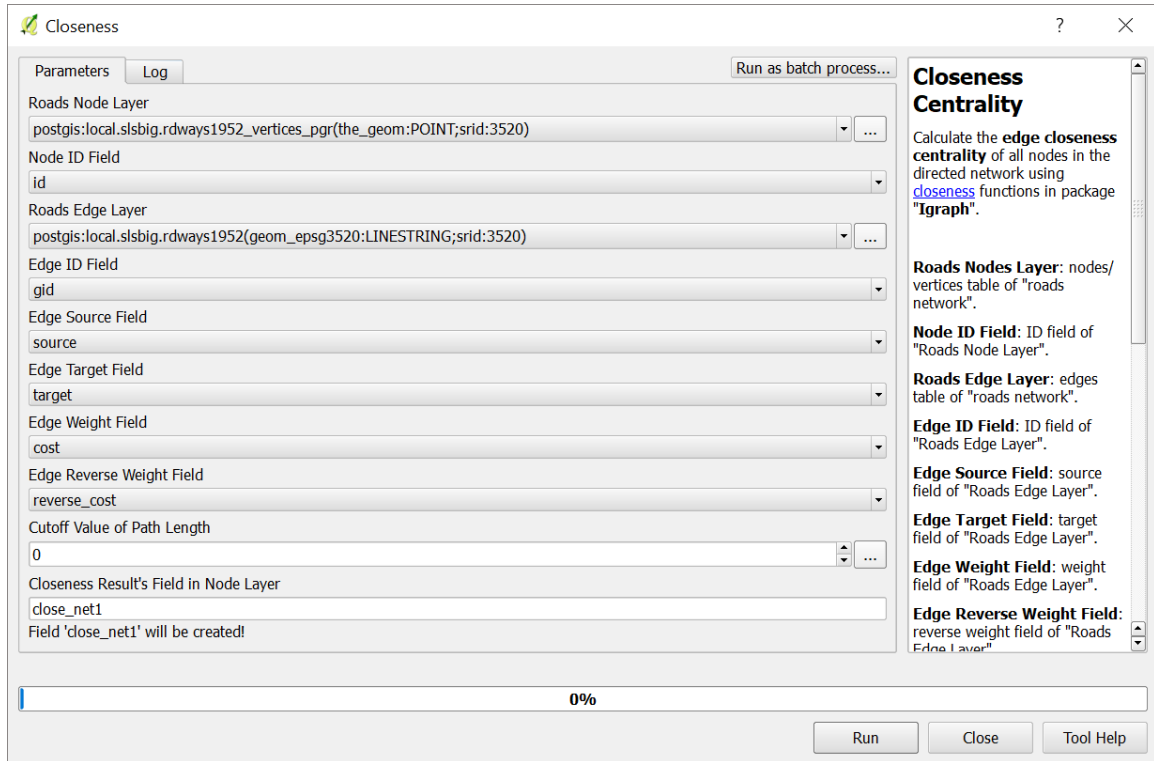 Closeness
?
Parameters
Log
Run as batch process...
Roads Node Layer
postgis:local.slsbig.rdways1952_vertices_pgr(the_geom:POINT;srid:3520)
...
Node ID Field
id
Roads Edge Layer
postgis:local.slsbig.rdways1952(geom_epsg3520:LINESTRING;srid:3520)
...
Edge ID Field
gid
Edge Source Field
source
Edge Target Field
target
Edge Weight Field
cost
Edge Reverse Weight Field
reverse_cost
Cutoff Value of Path Length
0
...
Closeness Result's Field in Node Layer
close_net1
Field 'close_net1' will be created!
Closeness
Centrality
Calculate the edge closeness
centrality of all nodes in the
directed network using
closeness functions in package
"Igraph".
Roads Nodes Layer: nodes/
vertices table of "roads
network".
Node ID Field: ID field of
"Roads Node Layer".
Roads Edge Layer: edges
table of "roads network".
Edge ID Field: ID field of
"Roads Edge Layer".
Edge Source Field: source
field of "Roads Edge Layer".
Edge Target Field: target
field of "Roads Edge Layer".
Edge Weight Field: weight
field of "Roads Edge Layer".
Edge Reverse Weight Field:
reverse weight field of "Roads
Edge Layer"
0%
Run
Close
Tool Help